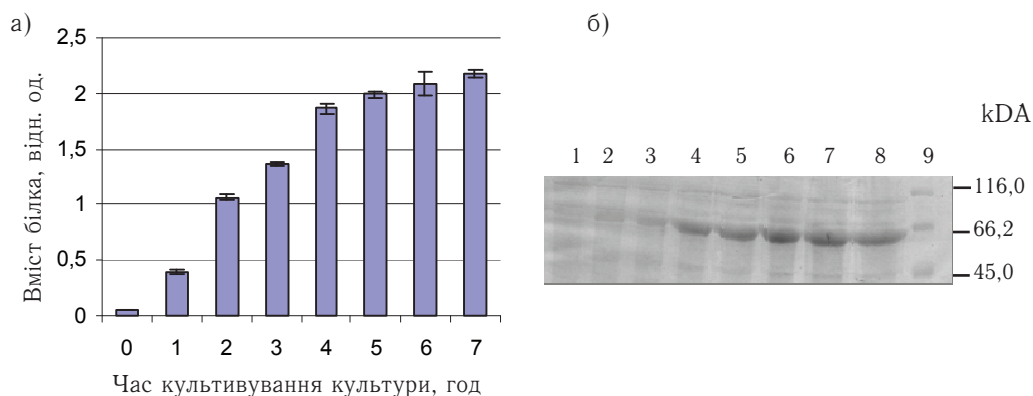 а)
Вміст білка, відн. од.
2,5
2
1,5
1
0,5
0
0 1 2 3 4 5 6 7
Час культивування культури, год
б)
kDA
1 2 3 4 5 6 7 8 9
116,0
66,2
45,0